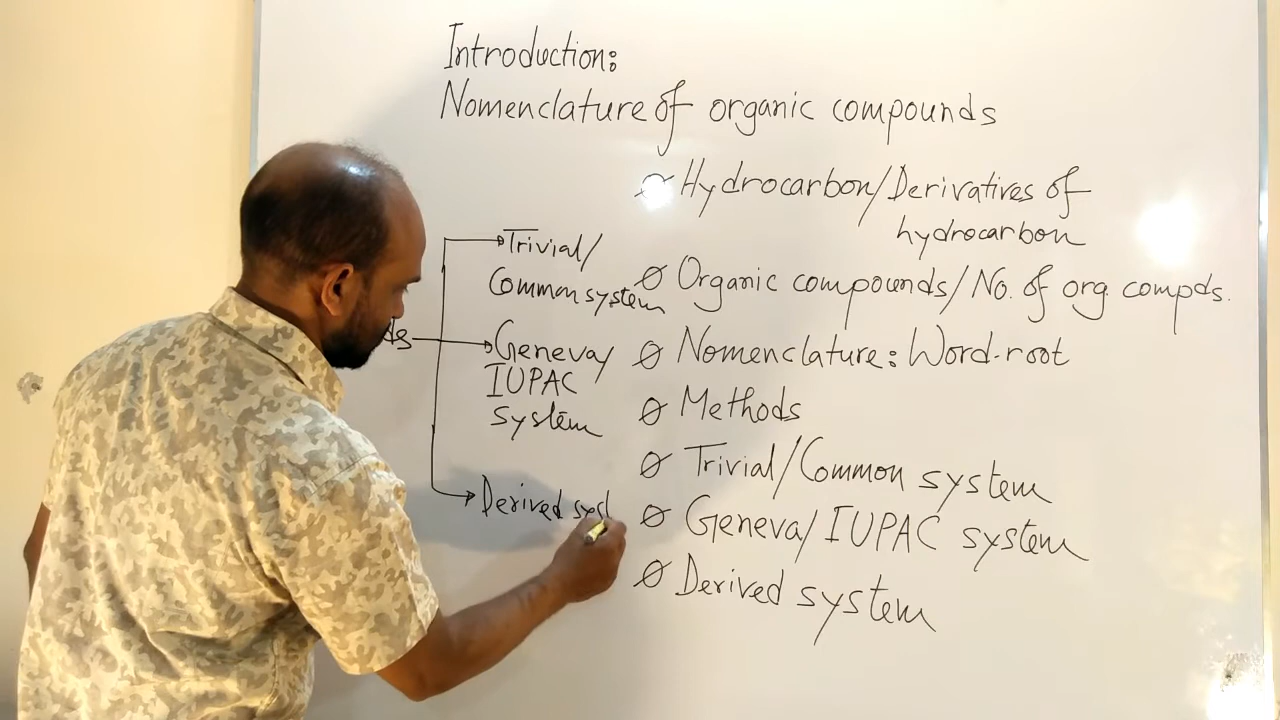 Introduction:
Nomenclature of organic compounds
Hydrocarbon/Derivatives of
hydrocarbon
Organic compounds/No. of org. compds.
Nomenclature: Word-root
Methods
Trivial/Common system
Geneva/IUPAC system
Derived system
Trivial/
Common system
Geneva/
IUPAC
system
Derived syst